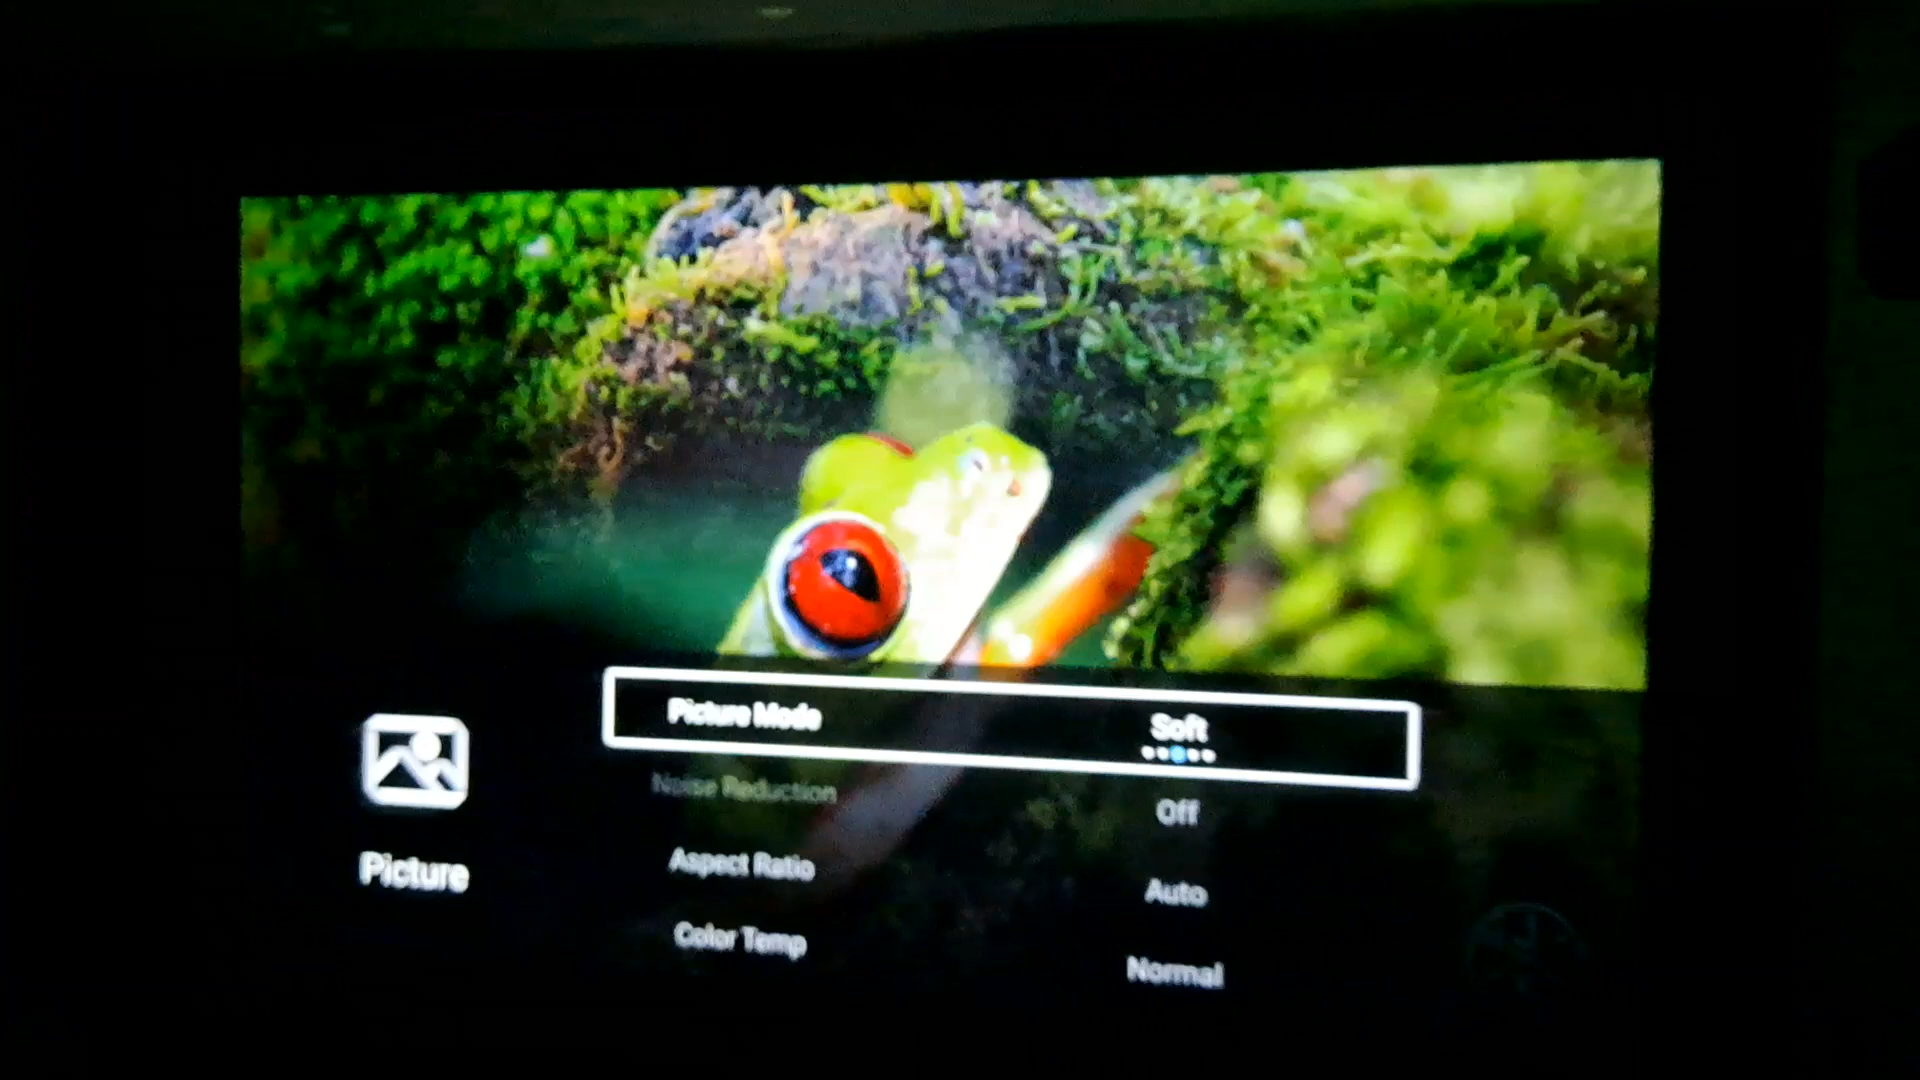 Picture Mode Soft
Noise Reduction Off
Picture
Aspect Ratio Auto
Color Temp Normal